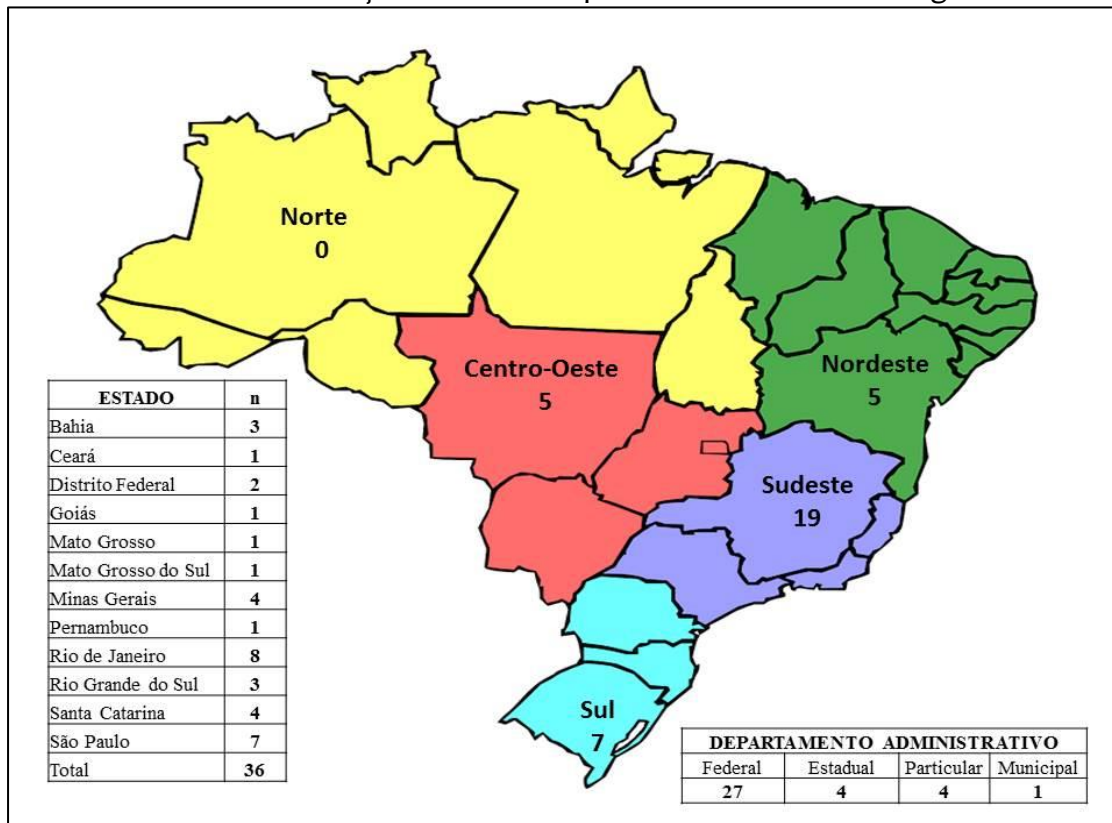 Norte
0
Centro-Oeste
5
Nordeste
5
Sudeste
19
Sul
7
ESTADO n
Bahia 3
Ceará 1
Distrito Federal 2
Goiás 1
Mato Grosso 1
Mato Grosso do Sul 1
Minas Gerais 4
Pernambuco 1
Rio de Janeiro 8
Rio Grande do Sul 3
Santa Catarina 4
São Paulo 7
Total 36
DEPARTAMENTO ADMINISTRATIVO
Federal Estadual Particular Municipal
27 4 4 1